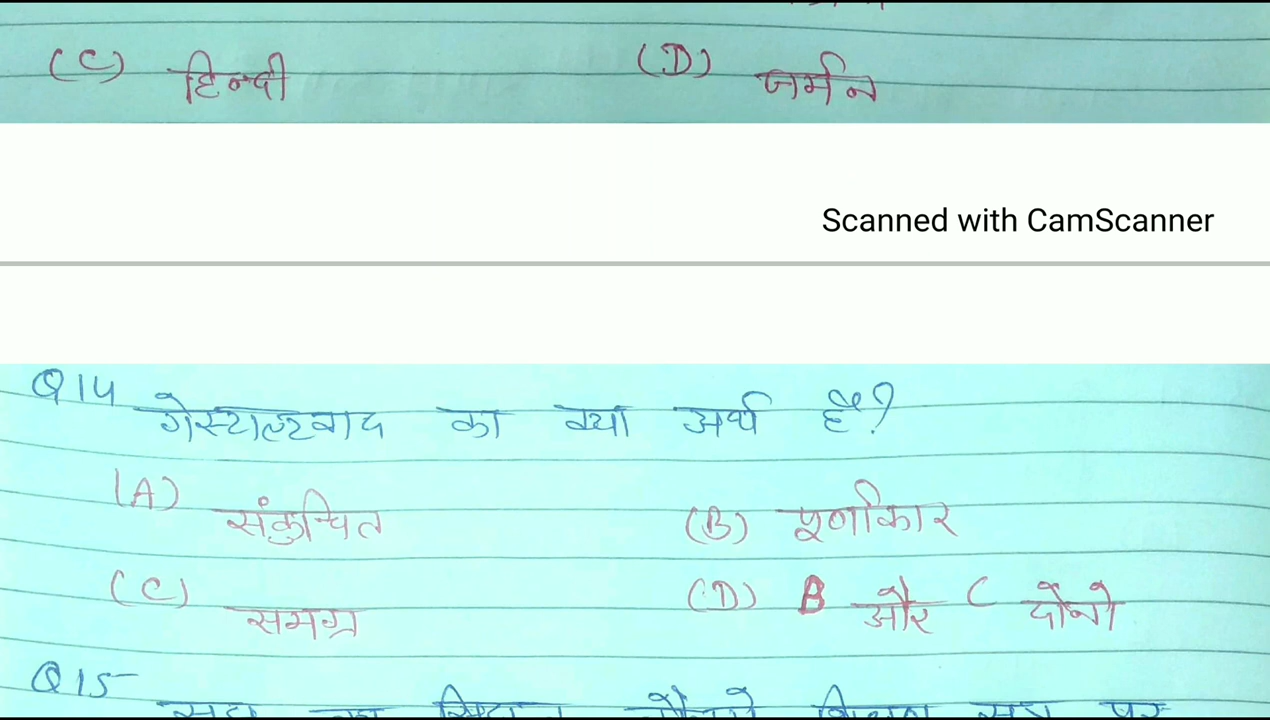 (C) हिन्दी (D) जर्मन
Scanned with CamScanner
Q14 गेस्टाल्टवाद का क्या अर्थ है?
(A) संकुचित (B) पूर्णाकार
(C) समग्र (D) B और C दोनो
Q15